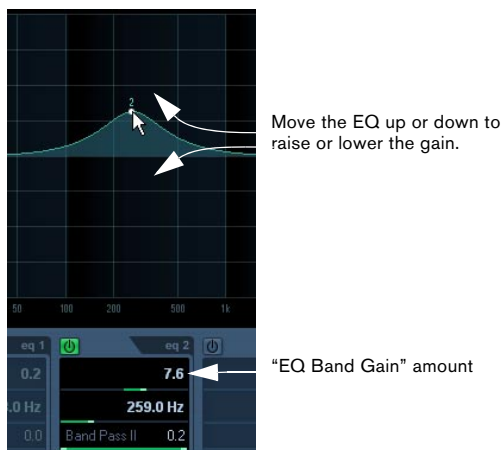 2
Move the EQ up or down to
raise or lower the gain.
50 100 200 500 1k
eq 1 eq 2
0.2 7.6
“EQ Band Gain” amount
.0 Hz 259.0 Hz
0.0 Band Pass II 0.2